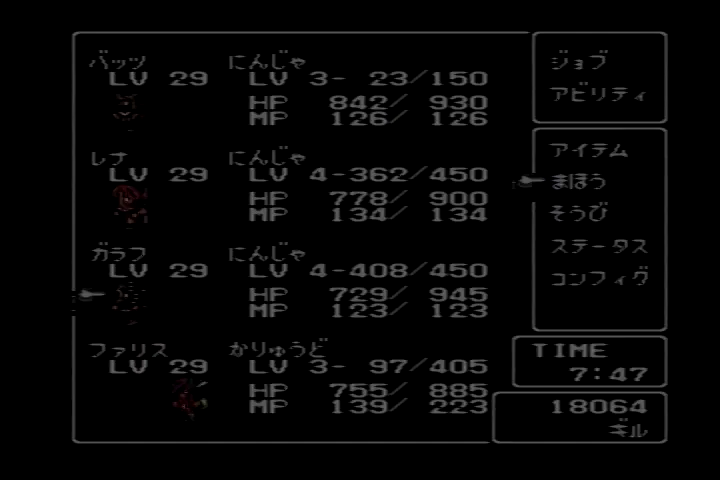 バッツ にんじゃ
LV 29 LV 3- 23/150
HP 842/ 930
MP 126/ 126
レナ にんじゃ
LV 29 LV 4-362/450
HP 778/ 900
MP 134/ 134
ガラフ にんじゃ
LV 29 LV 4-408/450
HP 729/ 945
MP 123/ 123
ファリス かりゅうど
LV 29 LV 3- 97/405
HP 755/ 885
MP 139/ 223
ジョブ
アビリティ
アイテム
まほう
そうび
ステータス
コンフィグ
TIME
7:47
18064
ギル